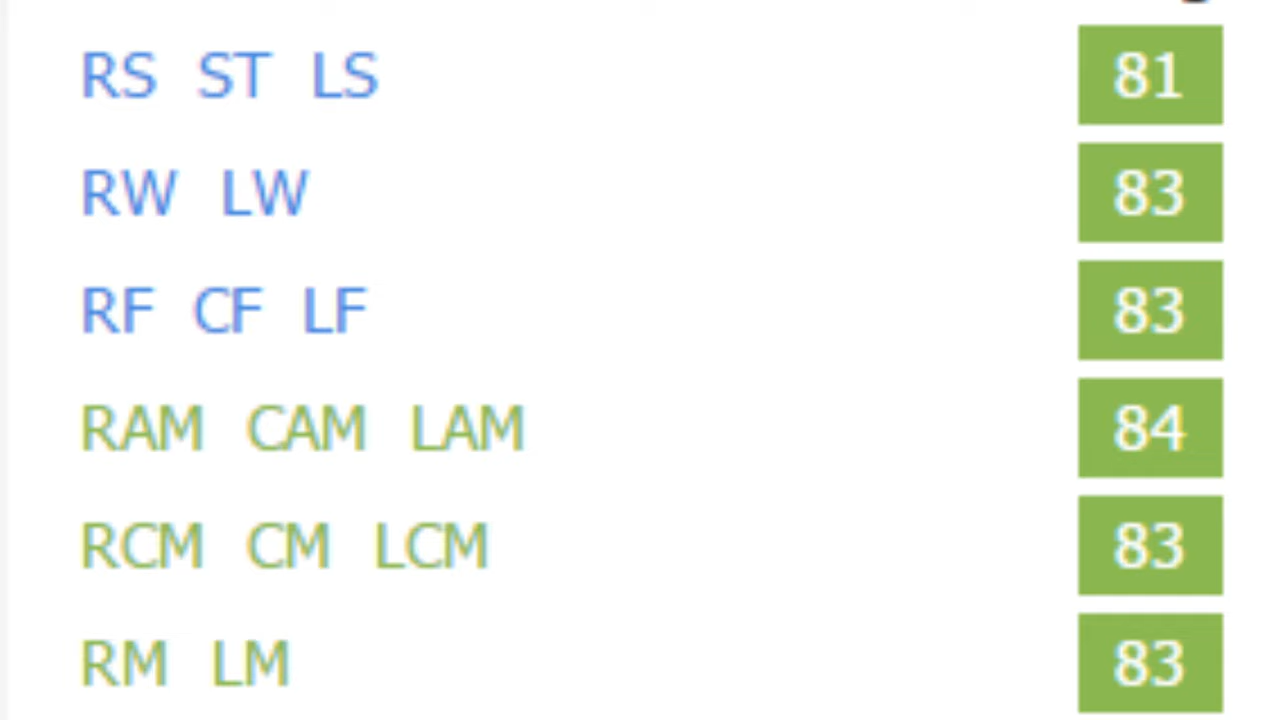 RS ST LS 81
RW LW 83
RF CF LF 83
RAM CAM LAM 84
RCM CM LCM 83
RM LM 83